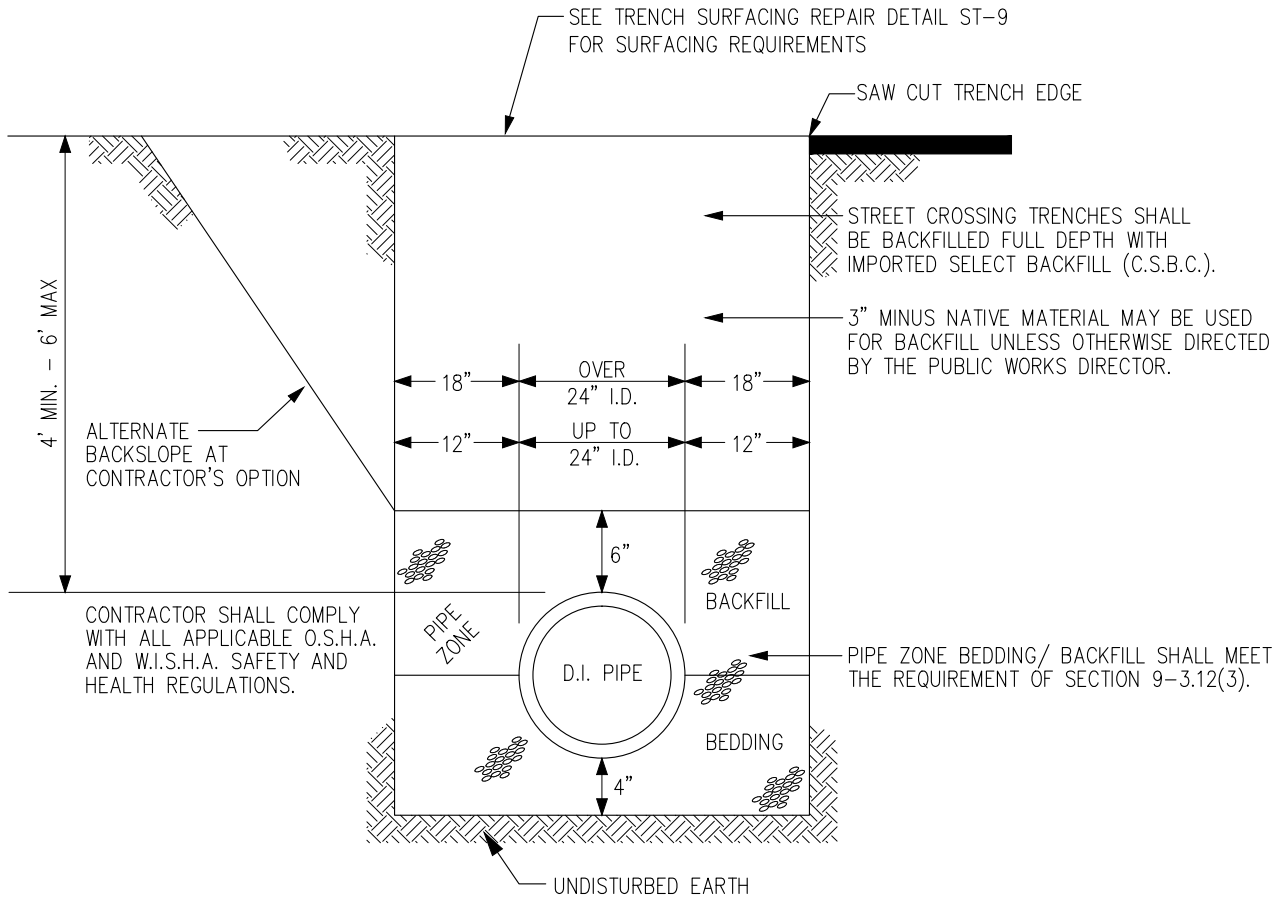 SEE TRENCH SURFACING REPAIR DETAIL ST-9
FOR SURFACING REQUIREMENTS
SAW CUT TRENCH EDGE
STREET CROSSING TRENCHES SHALL
BE BACKFILLED FULL DEPTH WITH
IMPORTED SELECT BACKFILL (C.S.B.C.).
3" MINUS NATIVE MATERIAL MAY BE USED
FOR BACKFILL UNLESS OTHERWISE DIRECTED
BY THE PUBLIC WORKS DIRECTOR.
4' MIN. - 6' MAX
18"
OVER
24" I.D.
18"
12"
UP TO
24" I.D.
12"
ALTERNATE
BACKSLOPE AT
CONTRACTOR'S OPTION
6"
CONTRACTOR SHALL COMPLY
WITH ALL APPLICABLE O.S.H.A.
AND W.I.S.H.A. SAFETY AND
HEALTH REGULATIONS.
PIPE
ZONE
BACKFILL
D.I. PIPE
PIPE ZONE BEDDING/ BACKFILL SHALL MEET
THE REQUIREMENT OF SECTION 9-3.12(3).
BEDDING
4"
UNDISTURBED EARTH